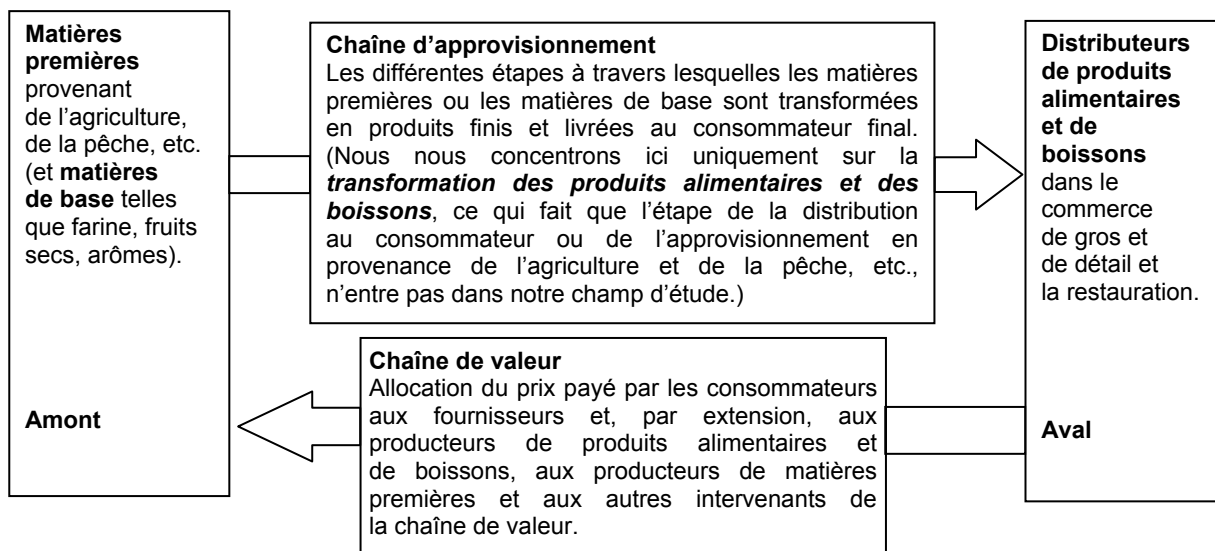 Matières
premières
provenant
de l’agriculture,
de la pêche, etc.
(et matières
de base telles
que farine, fruits
secs, arômes).
Amont
Chaîne d’approvisionnement
Les différentes étapes à travers lesquelles les matières
premières ou les matières de base sont transformées
en produits finis et livrées au consommateur final.
(Nous nous concentrons ici uniquement sur la
transformation des produits alimentaires et des
boissons, ce qui fait que l’étape de la distribution
au consommateur ou de l’approvisionnement en
provenance de l’agriculture et de la pêche, etc.,
n’entre pas dans notre champ d’étude.)
Chaîne de valeur
Allocation du prix payé par les consommateurs
aux fournisseurs et, par extension, aux
producteurs de produits alimentaires et
de boissons, aux producteurs de matières
premières et aux autres intervenants de
la chaîne de valeur.
Distributeurs
de produits
alimentaires
et de
boissons
dans le
commerce
de gros et
de détail et
la restauration.
Aval